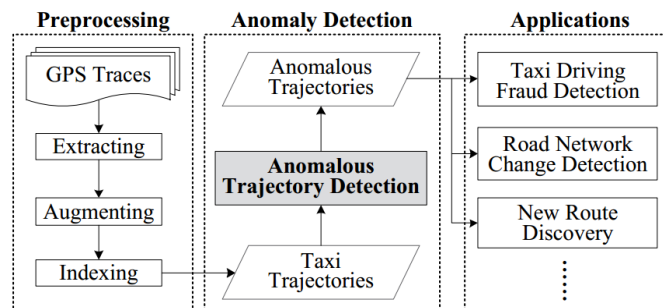 Preprocessing
GPS Traces
Extracting
Augmenting
Indexing
Anomaly Detection
Anomalous
Trajectories
Anomalous
Trajectory Detection
Taxi
Trajectories
Applications
Taxi Driving
Fraud Detection
Road Network
Change Detection
New Route
Discovery